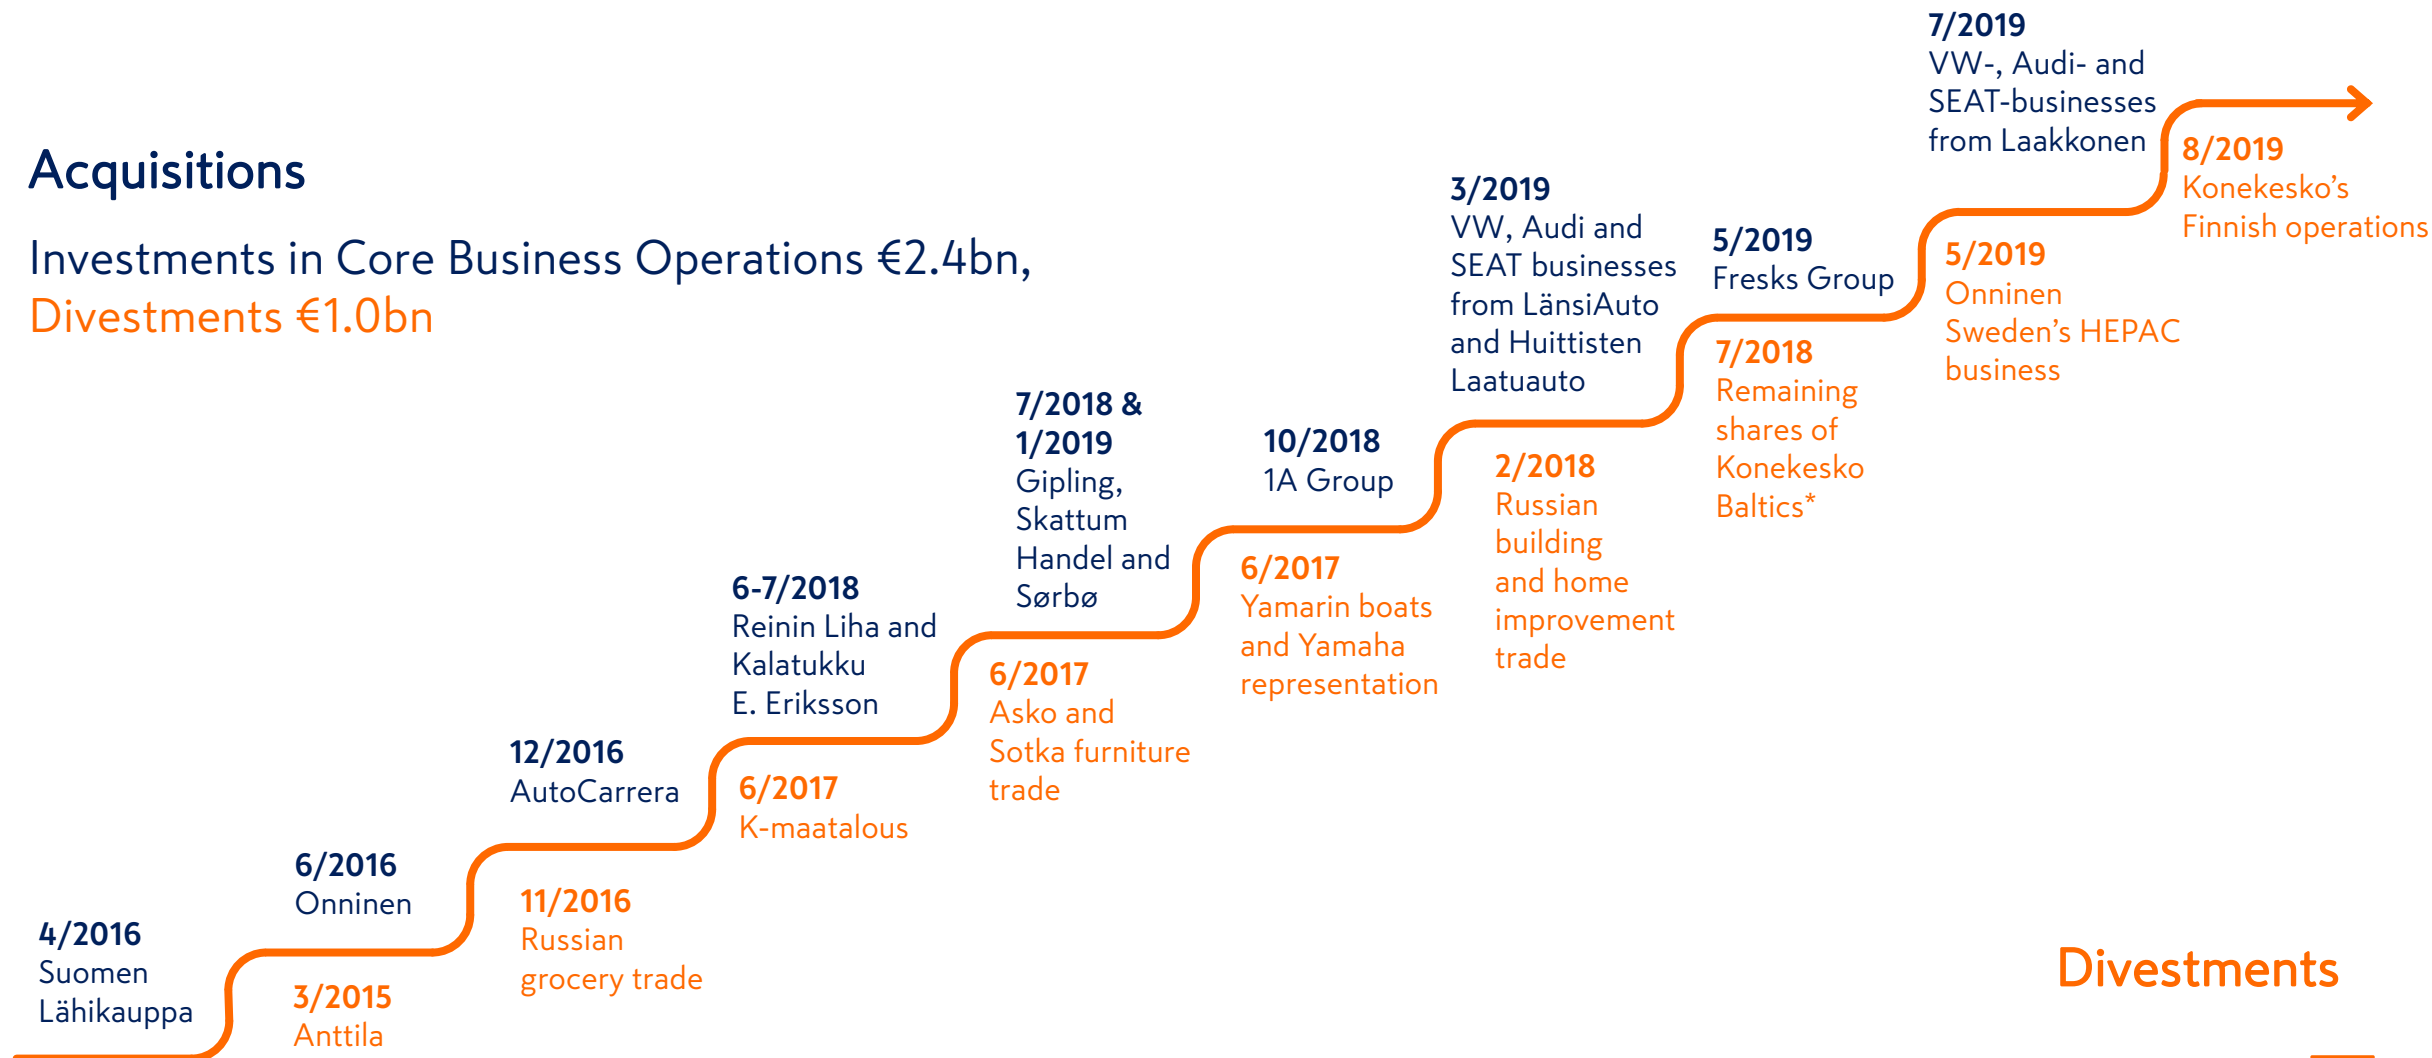 Acquisitions
Investments in Core Business Operations €2.4bn,
Divestments €1.0bn
4/2016
Suomen
Lähikauppa
6/2016
Onninen
12/2016
AutoCarrera
6-7/2018
Reinin Liha and
Kalatukku
E. Eriksson
7/2018 &
1/2019
Gipling,
Skattum
Handel and
Sørbø
10/2018
1A Group
3/2019
VW, Audi and
SEAT businesses
from LänsiAuto
and Huittisten
Laatuauto
5/2019
Fresks Group
7/2019
VW-, Audi- and
SEAT-businesses
from Laakkonen
3/2015
Anttila
11/2016
Russian
grocery trade
6/2017
K-maatalous
6/2017
Asko and
Sotka furniture
trade
6/2017
Yamarin boats
and Yamaha
representation
2/2018
Russian
building
and home
improvement
trade
7/2018
Remaining
shares of
Konekesko
Baltics*
5/2019
Onninen
Sweden’s HEPAC
business
8/2019
Konekesko’s
Finnish operations
Divestments